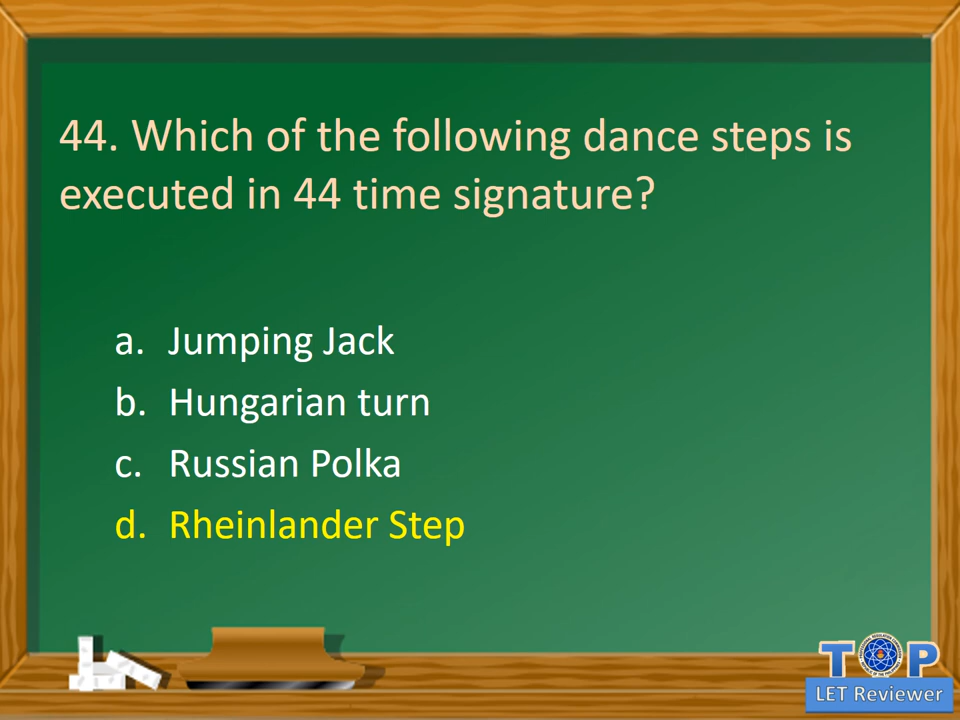 44. Which of the following dance steps is
executed in 44 time signature?
a. Jumping Jack
b. Hungarian turn
c. Russian Polka
d. Rheinlander Step
TOP
LET Reviewer